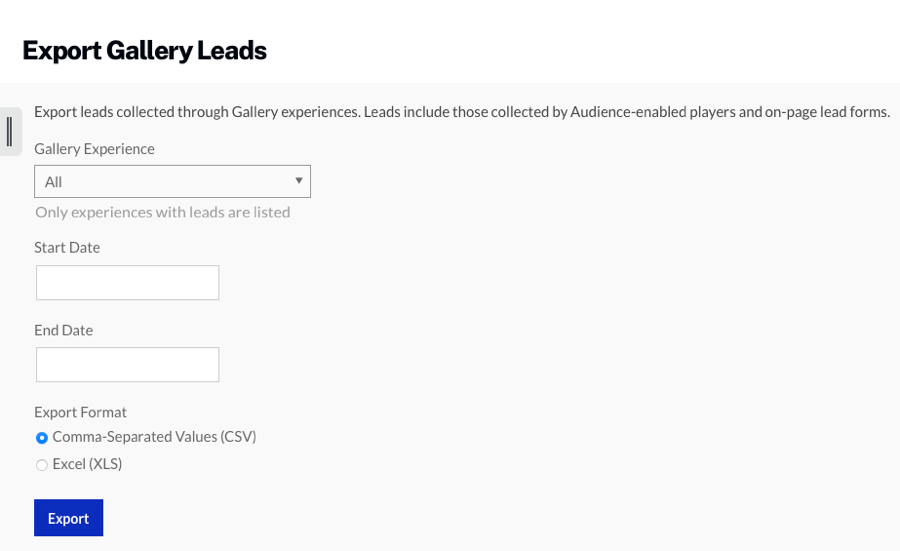 Export Gallery Leads
Export leads collected through Gallery experiences. Leads include those collected by Audience-enabled players and on-page lead forms.
Gallery Experience
All
Only experiences with leads are listed
Start Date
End Date
Export Format
Comma-Separated Values (CSV)
Excel (XLS)
Export